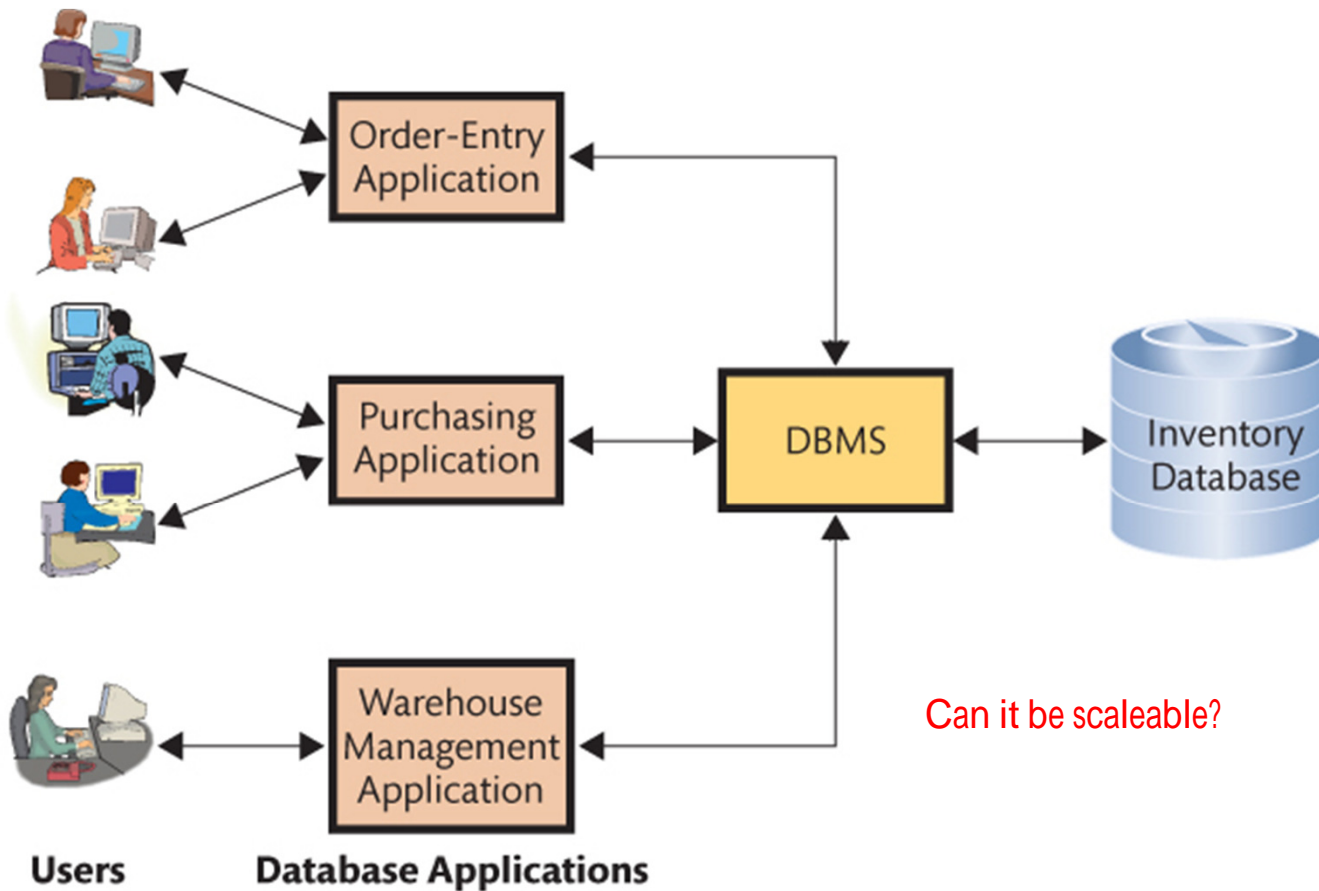 Order-Entry
Application
Purchasing
Application
DBMS
Inventory
Database
Warehouse
Management
Application
Can it be scaleable?
Users
Database Applications